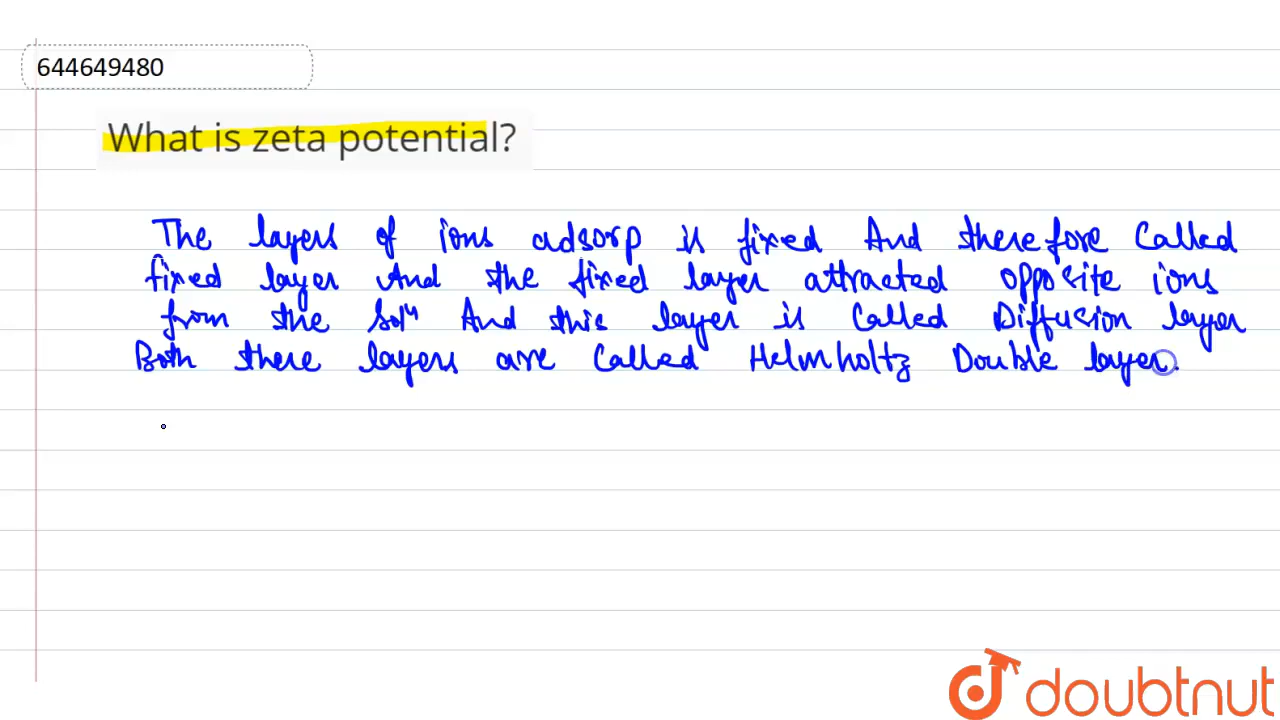 644649480
What is zeta potential?
The layers of ions adsorp is fixed And therefore Called
fixed layer And the fixed layer attracted opposite ions
from the Solⁿ And this layer is Called Diffusion layer
Both there layers are Called Helmholtz Double layer.
doubtnut